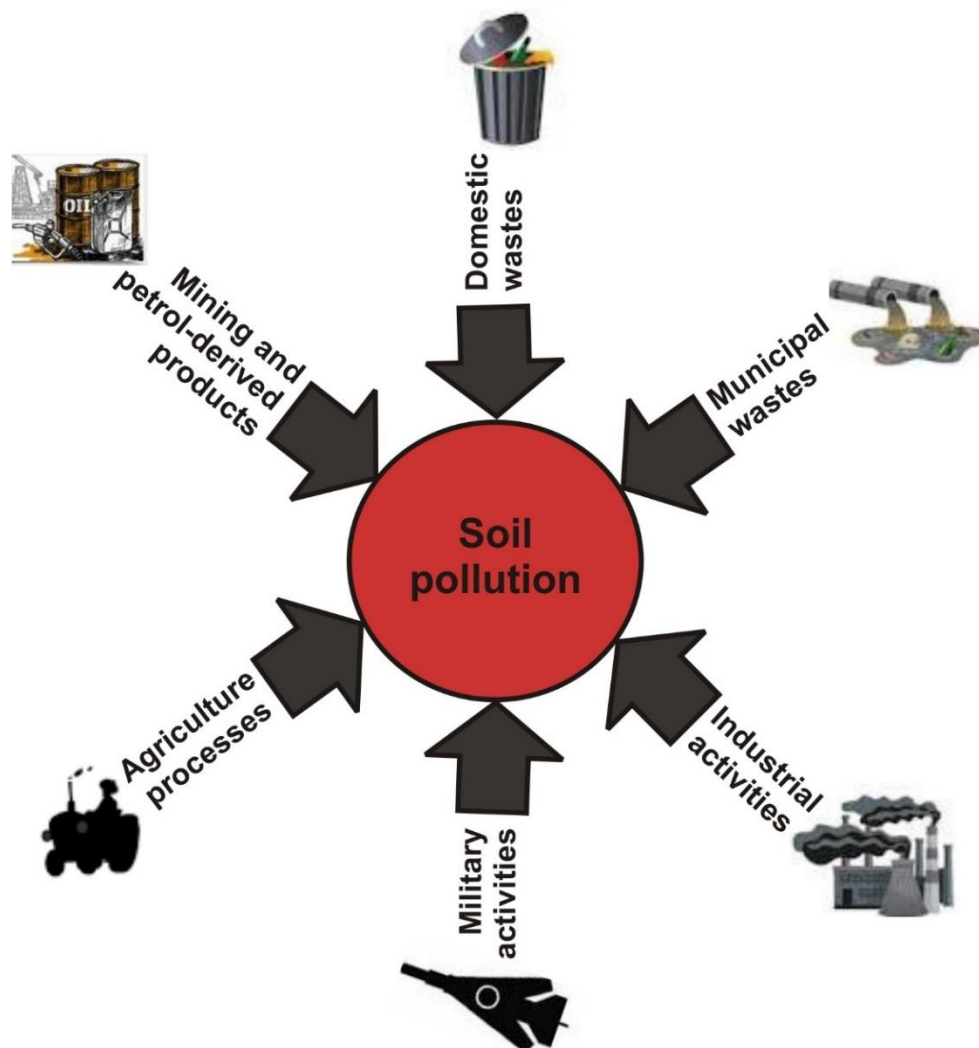 Domestic
wastes
Municipal
wastes
Industrial
activities
Military
activities
Agriculture
processes
Mining and
petrol-derived
products
OIL
Soil
pollution